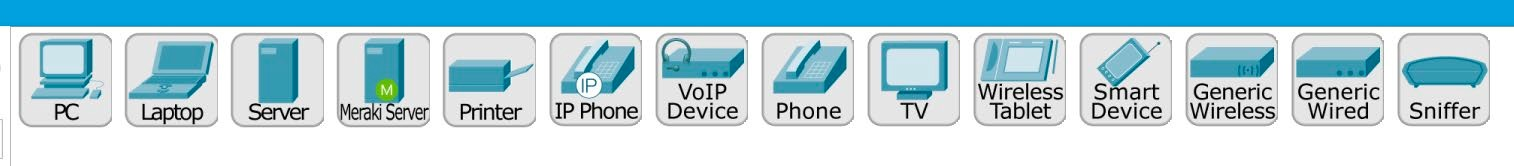 PC
Laptop
Server
M
Meraki Server
Printer
IP
IP Phone
VoIP
Device
Phone
TV
Wireless
Tablet
Smart
Device
Generic
Wireless
Generic
Wired
Sniffer